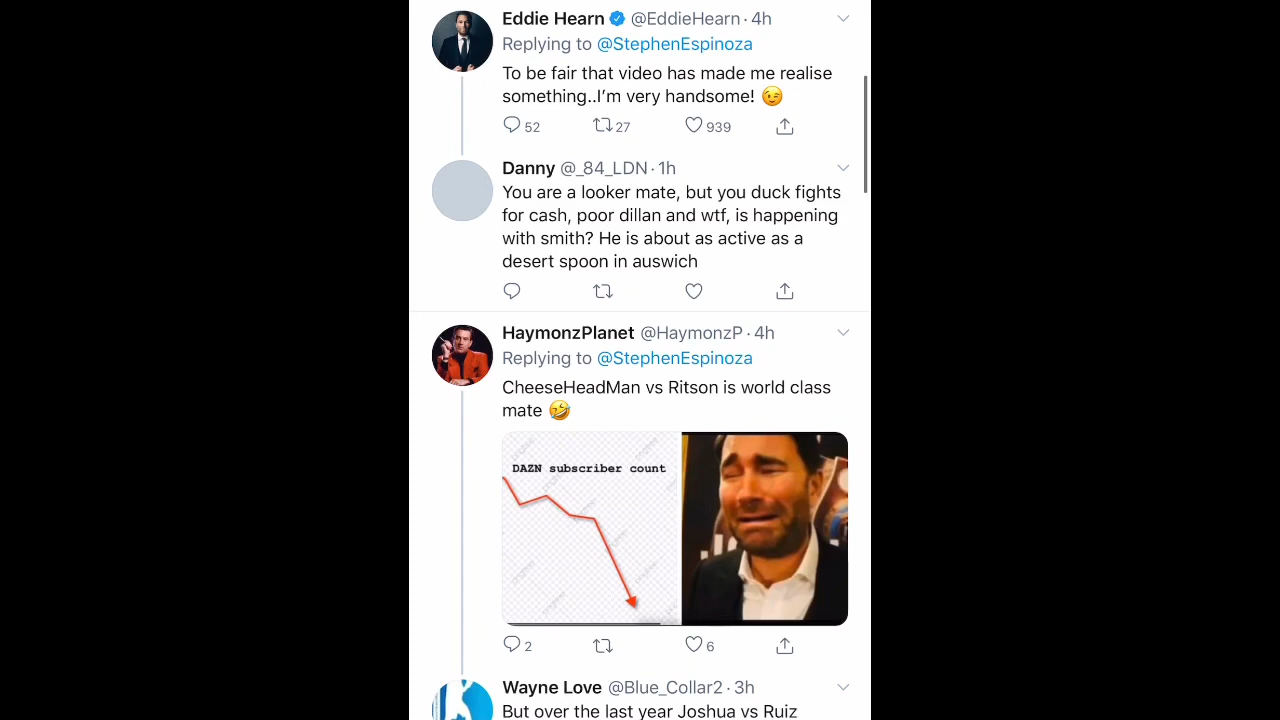 Eddie Hearn @EddieHearn · 4h
Replying to @StephenEspinoza
To be fair that video has made me realise
something..I'm very handsome! 😉
52 27 939
Danny @_84_LDN · 1h
You are a looker mate, but you duck fights
for cash, poor dillan and wtf, is happening
with smith? He is about as active as a
desert spoon in auswich
HaymonzPlanet @HaymonzP · 4h
Replying to @StephenEspinoza
CheeseHeadMan vs Ritson is world class
mate 🤣
DAZN subscriber count
2 6
Wayne Love @Blue_Collar2 · 3h
But over the last year Joshua vs Ruiz